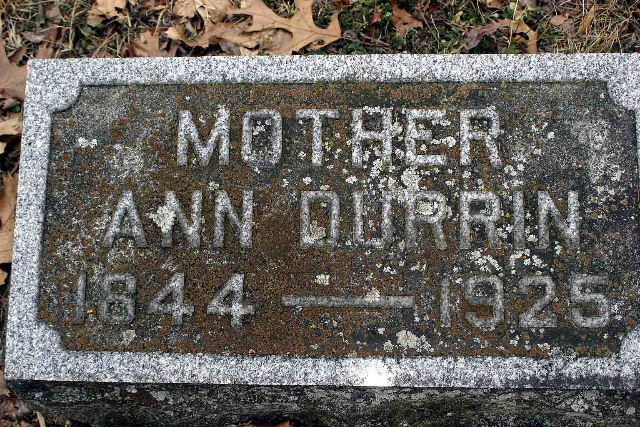 MOTHER
ANN DURRIN
1844 — 1925